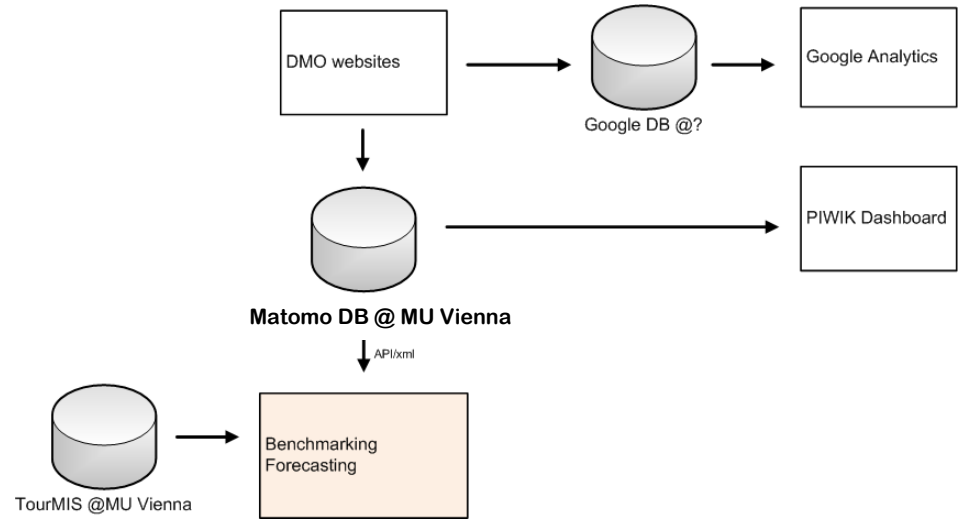 DMO websites
Google DB @?
Google Analytics
PIWIK Dashboard
Matomo DB @ MU Vienna
API/xml
Benchmarking
Forecasting
TourMIS @MU Vienna